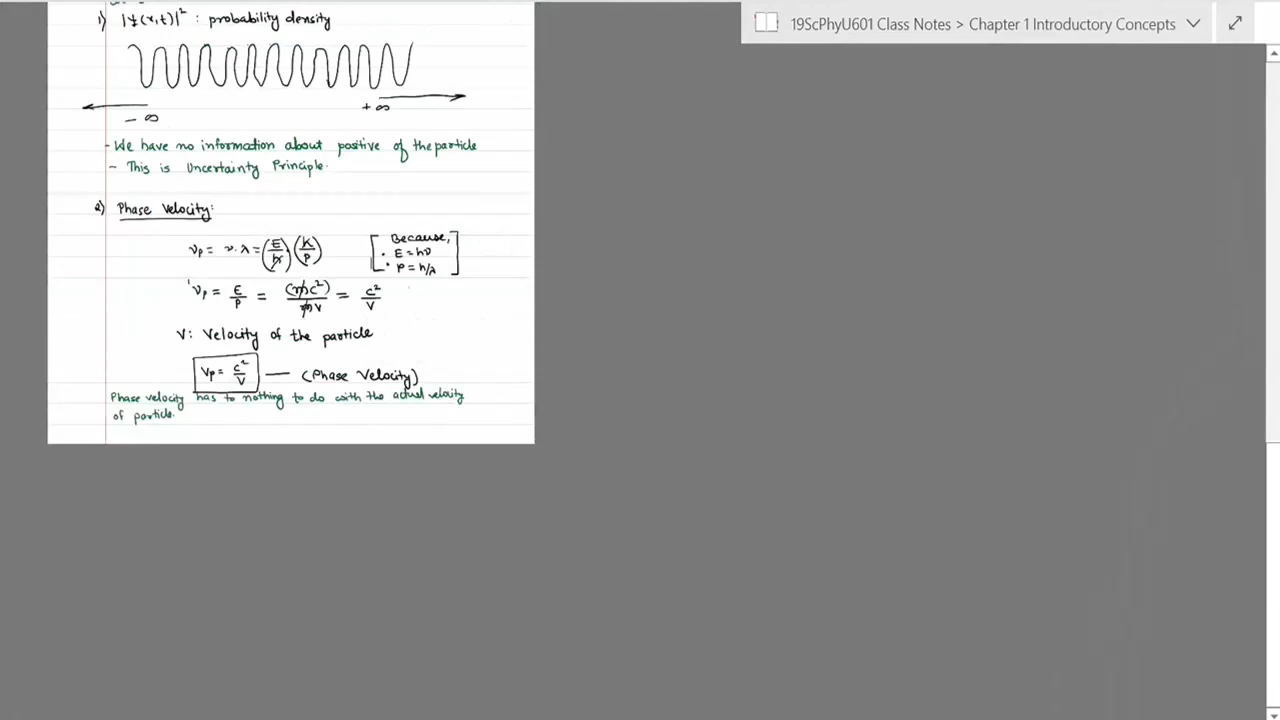 19ScPhyU601 Class Notes > Chapter 1 Introductory Concepts
1) |Ψ(r,t)|² : probability density
- ∞
+ ∞
- We have no information about positive of the particle
- This is Uncertainty Principle.
2) Phase Velocity:
νp = ν·λ = (E/h)(h/p) [Because,
• E = hν
• P = h/λ]
νp = E/P = (mc²)/mv = c²/v
v: Velocity of the particle
Vp = c²/v — (Phase Velocity)
Phase velocity has to nothing to do with the actual velocity
of particle.